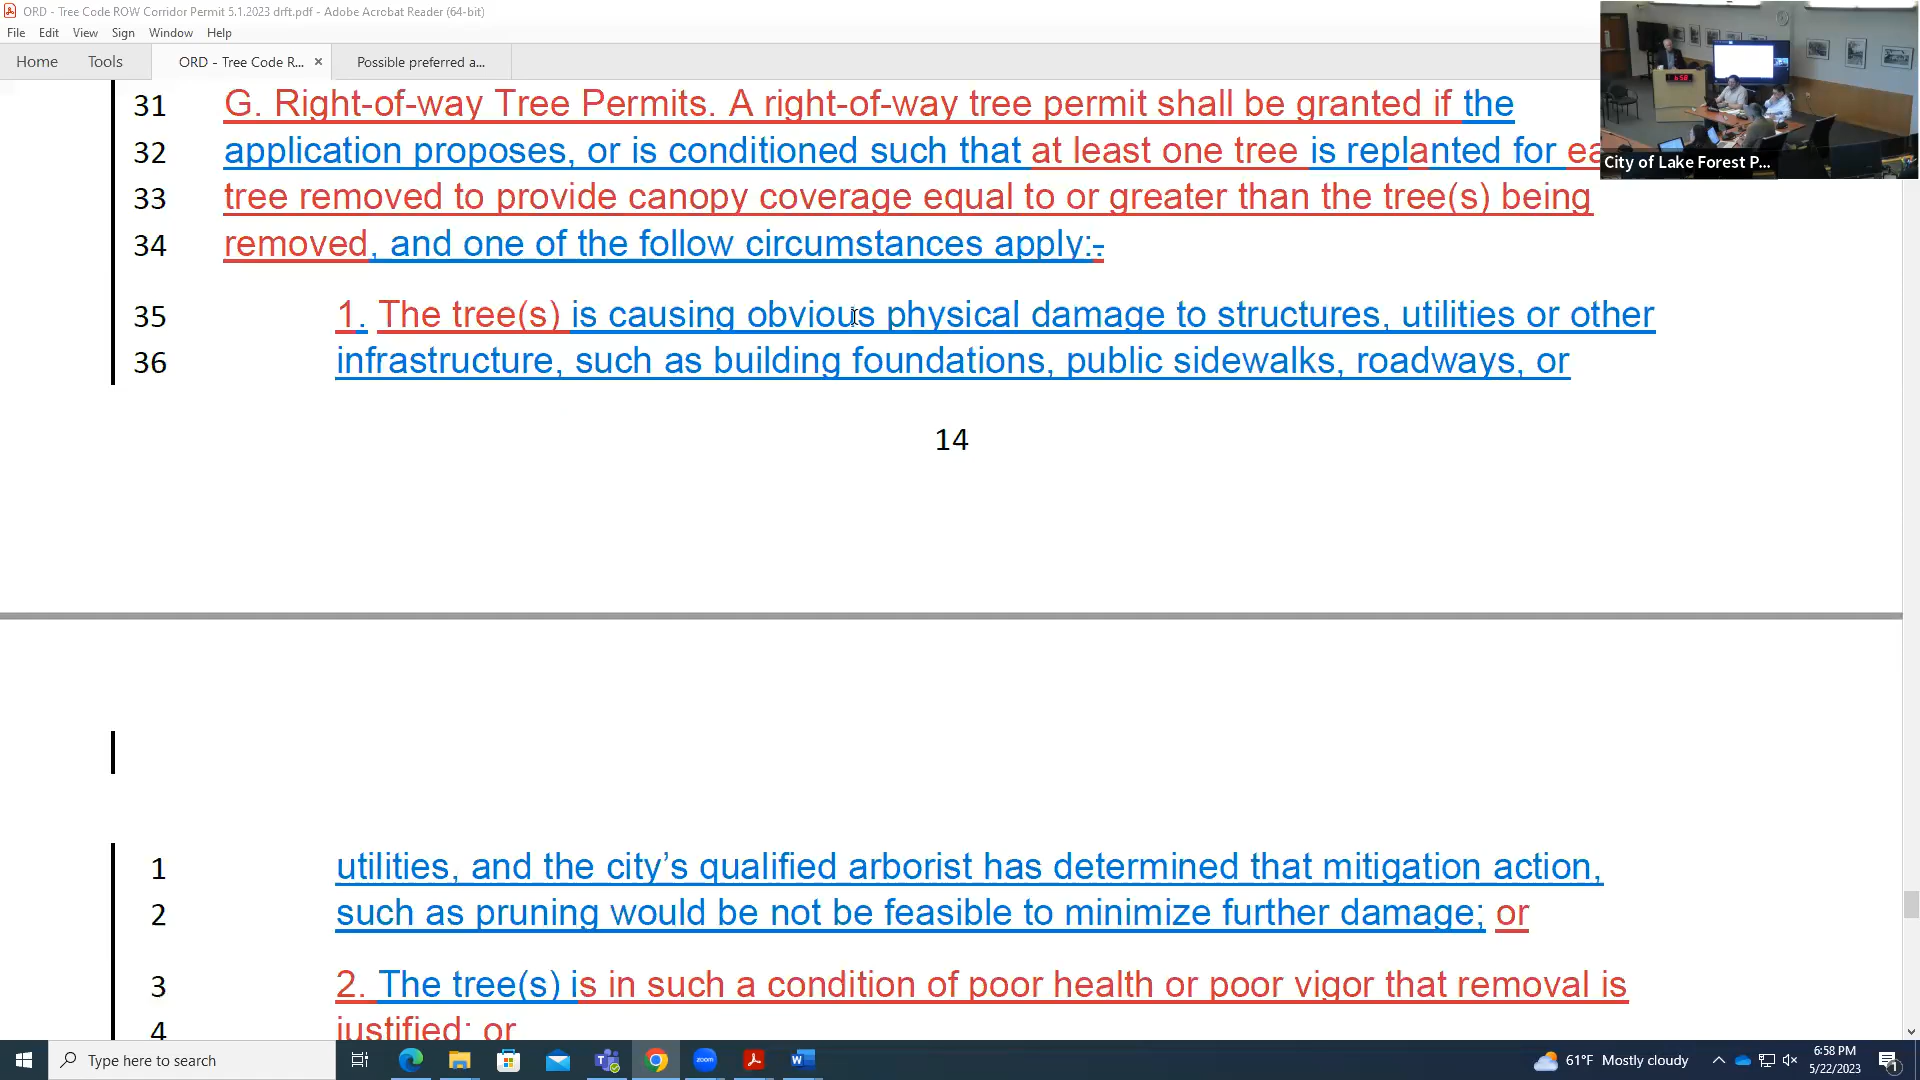 ORD - Tree Code ROW Corridor Permit 5.1.2023 drft.pdf - Adobe Acrobat Reader (64-bit)
File Edit View Sign Window Help
Home Tools ORD - Tree Code R... × Possible preferred a...
31 G. Right-of-way Tree Permits. A right-of-way tree permit shall be granted if the
32 application proposes, or is conditioned such that at least one tree is replanted for ea
33 tree removed to provide canopy coverage equal to or greater than the tree(s) being
34 removed, and one of the follow circumstances apply:.
35 1. The tree(s) is causing obvious physical damage to structures, utilities or other
36 infrastructure, such as building foundations, public sidewalks, roadways, or
14
1 utilities, and the city’s qualified arborist has determined that mitigation action,
2 such as pruning would be not be feasible to minimize further damage; or
3 2. The tree(s) is in such a condition of poor health or poor vigor that removal is
4 justified; or
City of Lake Forest P...
Type here to search
zoom
61°F Mostly cloudy
6:58 PM
5/22/2023
1